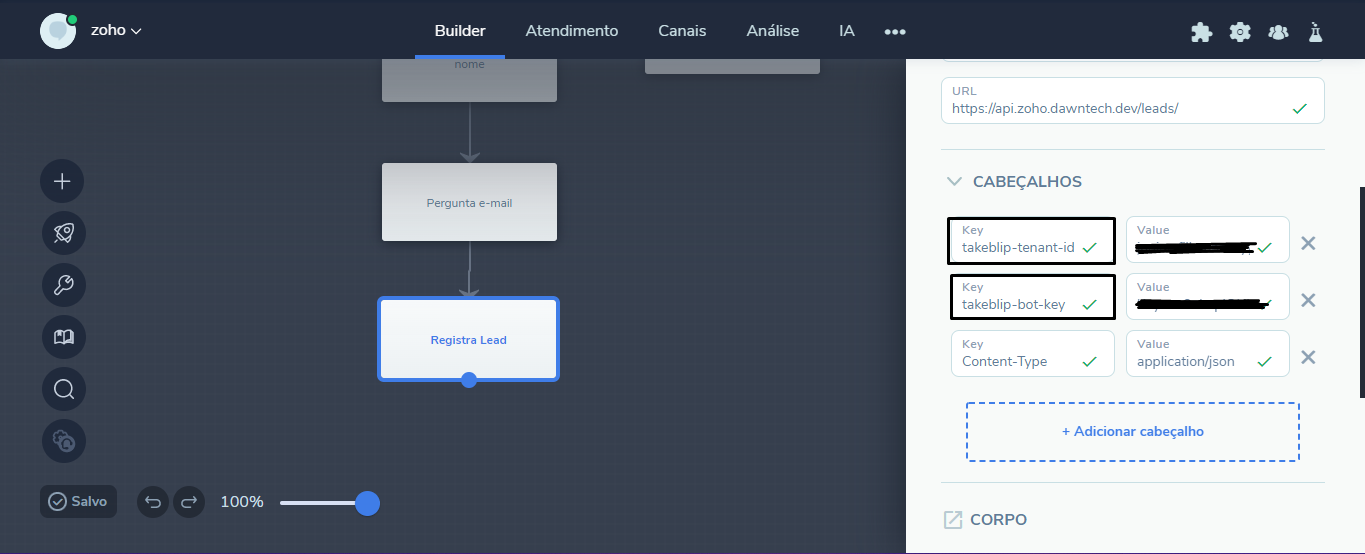 zoho
Builder
Atendimento
Canais
Análise
IA
nome
Pergunta e-mail
Registra Lead
Salvo
100%
URL
https://api.zoho.dawntech.dev/leads/
CABEÇALHOS
Key
takeblip-tenant-id
Value
Key
takeblip-bot-key
Value
Key
Content-Type
Value
application/json
+ Adicionar cabeçalho
CORPO